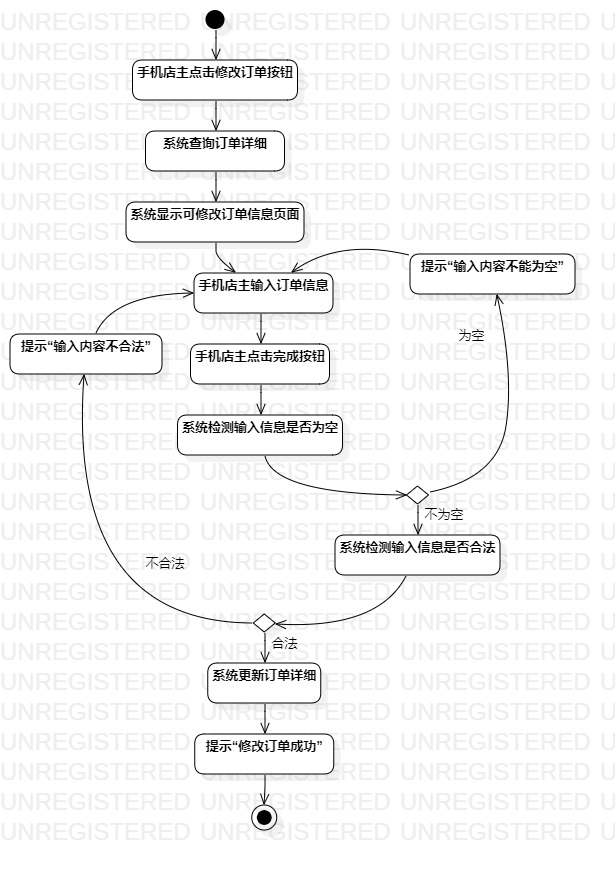 手机店主点击修改订单按钮
系统查询订单详细
系统显示可修改订单信息页面
提示“输入内容不能为空”
手机店主输入订单信息
为空
提示“输入内容不合法”
手机店主点击完成按钮
系统检测输入信息是否为空
不为空
系统检测输入信息是否合法
不合法
合法
系统更新订单详细
提示“修改订单成功”
UNREGISTERED